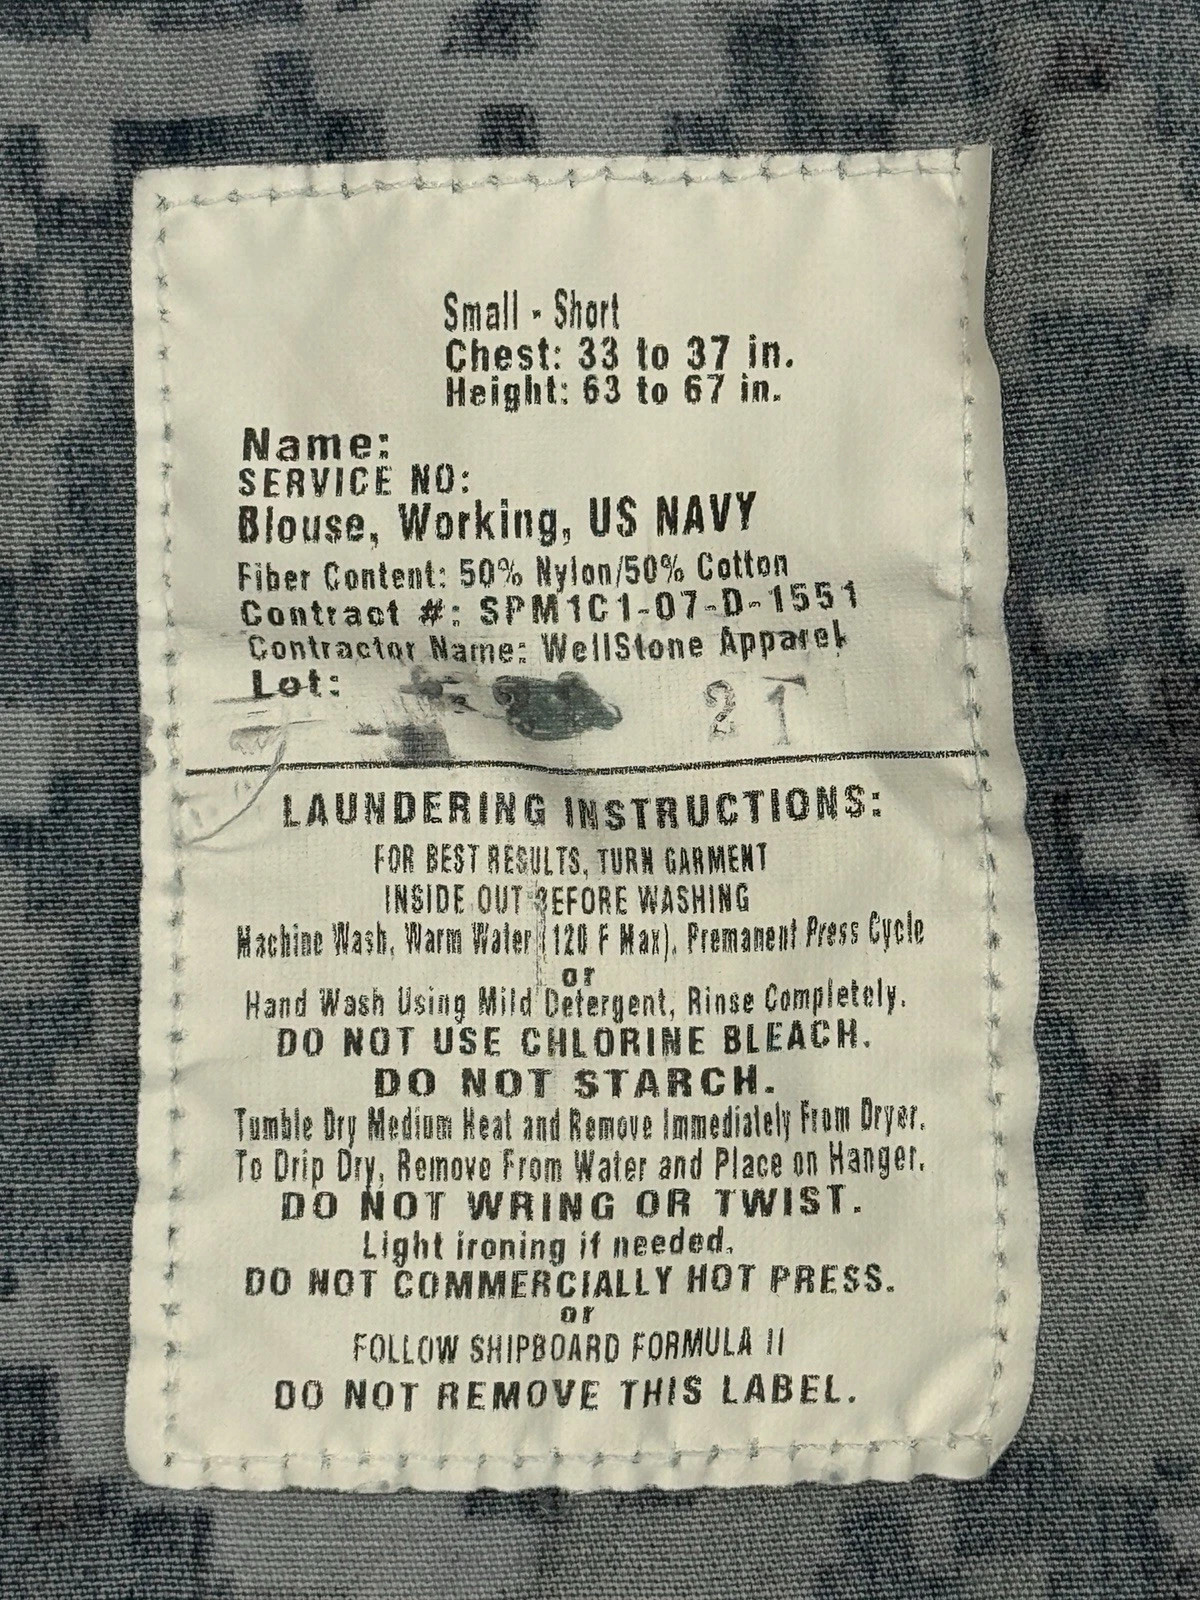 Small - Short
Chest: 33 to 37 in.
Height: 63 to 67 in.
Name:
SERVICE NO:
Blouse, Working, US NAVY
Fiber Content: 50% Nylon/50% Cotton
Contract #: SPM1C1-07-D-1551
Contractor Name: WellStone Apparel
Lot: 21
LAUNDERING INSTRUCTIONS:
FOR BEST RESULTS, TURN GARMENT
INSIDE OUT BEFORE WASHING
Machine Wash, Warm Water (120 F Max), Premanent Press Cycle
or
Hand Wash Using Mild Detergent, Rinse Completely.
DO NOT USE CHLORINE BLEACH.
DO NOT STARCH.
Tumble Dry Medium Heat and Remove Immediately From Dryer.
To Drip Dry, Remove From Water and Place on Hanger.
DO NOT WRING OR TWIST.
Light ironing if needed.
DO NOT COMMERCIALLY HOT PRESS.
or
FOLLOW SHIPBOARD FORMULA II
DO NOT REMOVE THIS LABEL.